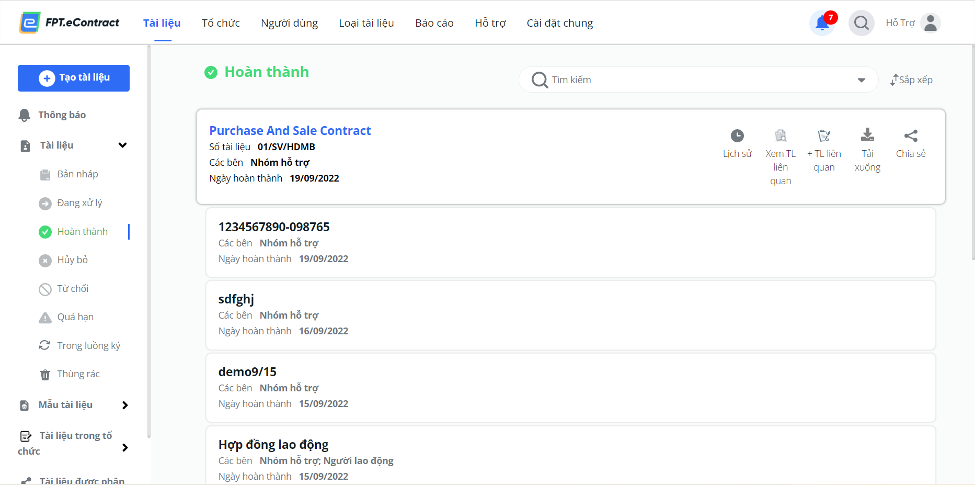 FPT.eContract
Tài liệu
Tổ chức
Người dùng
Loại tài liệu
Báo cáo
Hỗ trợ
Cài đặt chung
7
Hỗ Trợ
Tạo tài liệu
Thông báo
Tài liệu
Bản nháp
Đang xử lý
Hoàn thành
Hủy bỏ
Từ chối
Quá hạn
Trong luồng ký
Thùng rác
Mẫu tài liệu
Tài liệu trong tổ
chức
Tài liệu được phân
Hoàn thành
Tìm kiếm
Sắp xếp
Purchase And Sale Contract
Số tài liệu 01/SV/HDMB
Các bên Nhóm hỗ trợ
Ngày hoàn thành 19/09/2022
Lịch sử
Xem TL
liên
quan
+ TL liên
quan
Tải
xuống
Chia sẻ
1234567890-098765
Các bên Nhóm hỗ trợ
Ngày hoàn thành 19/09/2022
sdfghj
Các bên Nhóm hỗ trợ
Ngày hoàn thành 16/09/2022
demo9/15
Các bên Nhóm hỗ trợ
Ngày hoàn thành 15/09/2022
Hợp đồng lao động
Các bên Nhóm hỗ trợ; Người lao động
Ngày hoàn thành 15/09/2022